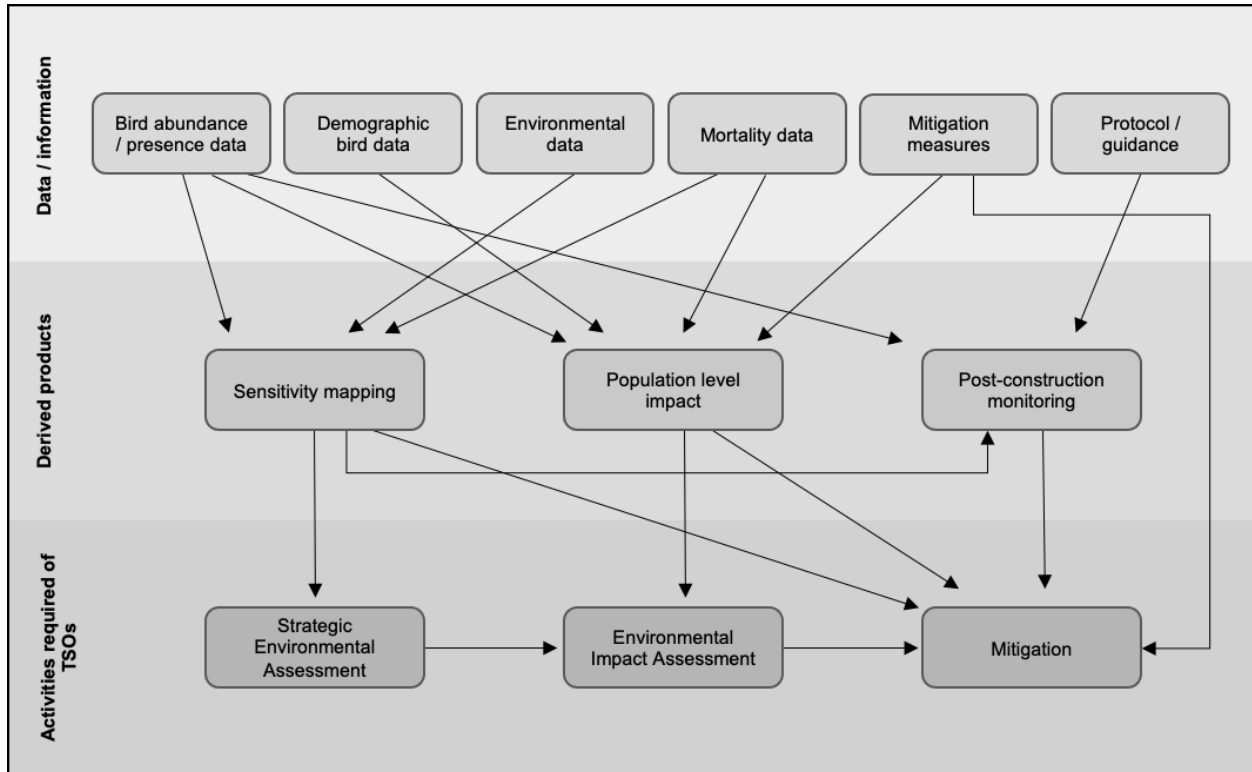 Data / information
Bird abundance
/ presence data
Demographic
bird data
Environmental
data
Mortality data
Mitigation
measures
Protocol /
guidance
Derived products
Sensitivity mapping
Population level
impact
Post-construction
monitoring
Activities required of
TSOs
Strategic
Environmental
Assessment
Environmental
Impact Assessment
Mitigation